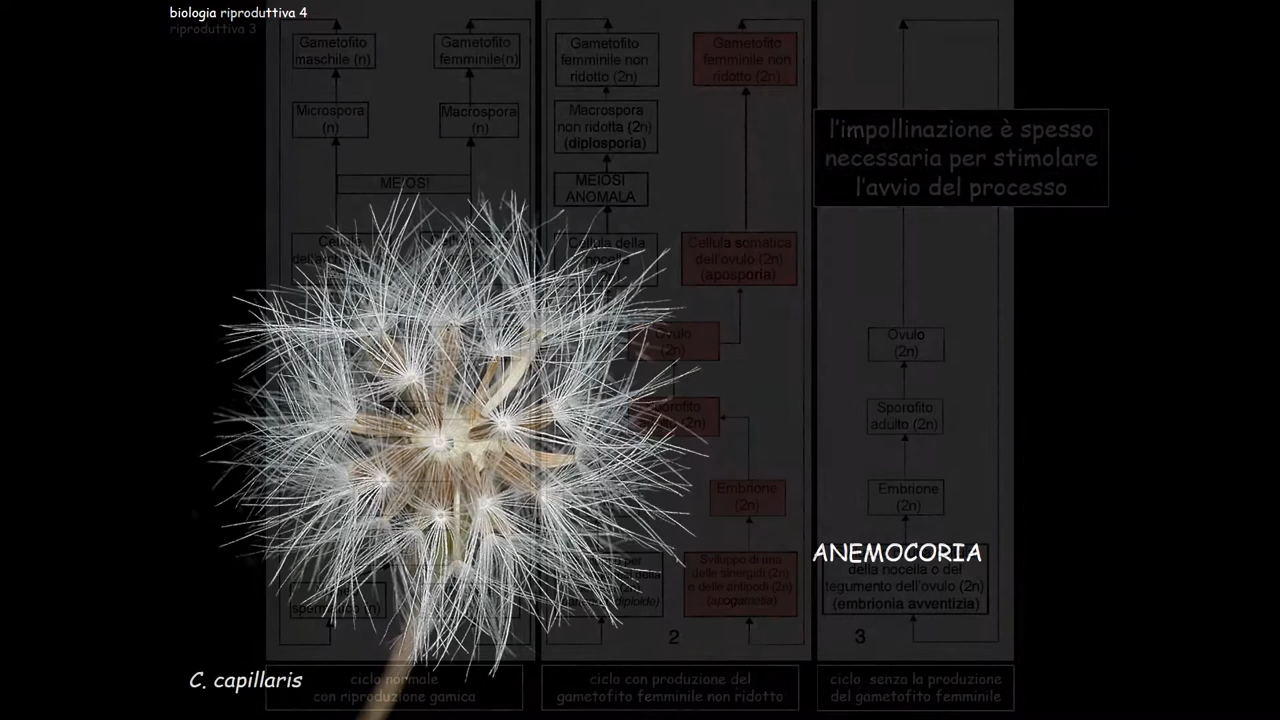 biologia riproduttiva 4
riproduttiva 3
Gametofito
maschile (n)
Gametofito
femminile(n)
Microspora
(n)
Macrospora
(n)
MEIOSI
Gametofito
femminile non
ridotto (2n)
Macrospora
non ridotta (2n)
(diplosporia)
MEIOSI
ANOMALA
Cellula della
nocella
Gametofito
femminile non
ridotto (2n)
Cellula somatica
dell'ovulo (2n)
(aposporia)
Ovulo
(2n)
Embrione
(2n)
Sviluppo di una
delle sinergidi (2n)
o delle antipodi (2n)
(apogametia)
2
l'impollinazione è spesso
necessaria per stimolare
l'avvio del processo
Ovulo
(2n)
Sporofito
adulto (2n)
Embrione
(2n)
ANEMOCORIA
della nocella o del
tegumento dell'ovulo (2n)
(embrionia avventizia)
3
C. capillaris
ciclo normale
con riproduzione gamica
ciclo con produzione del
gametofito femminile non ridotto
ciclo senza la produzione
del gametofito femminile